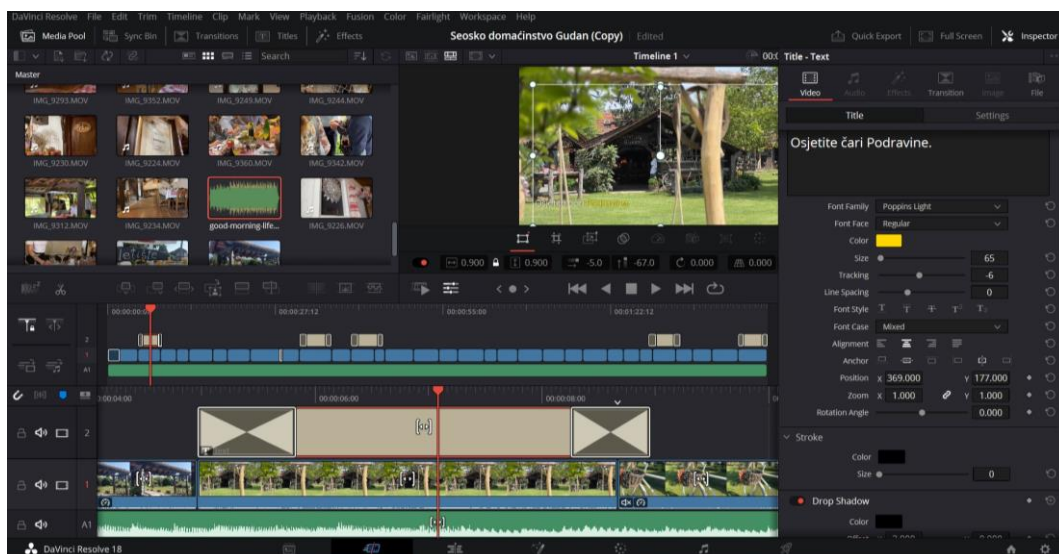 DaVinci Resolve File Edit Trim Timeline Clip Mark View Playback Fusion Color Fairlight Workspace Help
Media Pool Sync Bin Transitions Titles Effects Seosko domaćinstvo Gudan (Copy) Edited Quick Export Full Screen Inspector
Search Timeline 1 Title - Text
Master
IMG_9293.MOV IMG_9352.MOV IMG_9249.MOV IMG_9244.MOV
IMG_9230.MOV IMG_9224.MOV IMG_9360.MOV IMG_9342.MOV
IMG_9312.MOV IMG_9234.MOV good-morning-life... IMG_9226.MOV
Video Audio Effects Transition Image File
Title Settings
Osjetite čari Podravine.
Font Family Poppins Light
Font Face Regular
Color
Size 65
Tracking -6
Line Spacing 0
Font Style T T T T T
Font Case Mixed
Alignment
Anchor
Position X 369.000 Y 177.000
Zoom X 1.000 Y 1.000
Rotation Angle 0.000
Stroke
Color
Size 0
Drop Shadow
Color
0.900 0.900 -5.0 -67.0 0.000 0.000
00:00:27:12 00:00:55:00 00:01:22:12
2
1
A1
00:00:06:00 00:00:08:00
2
1
A1
DaVinci Resolve 18